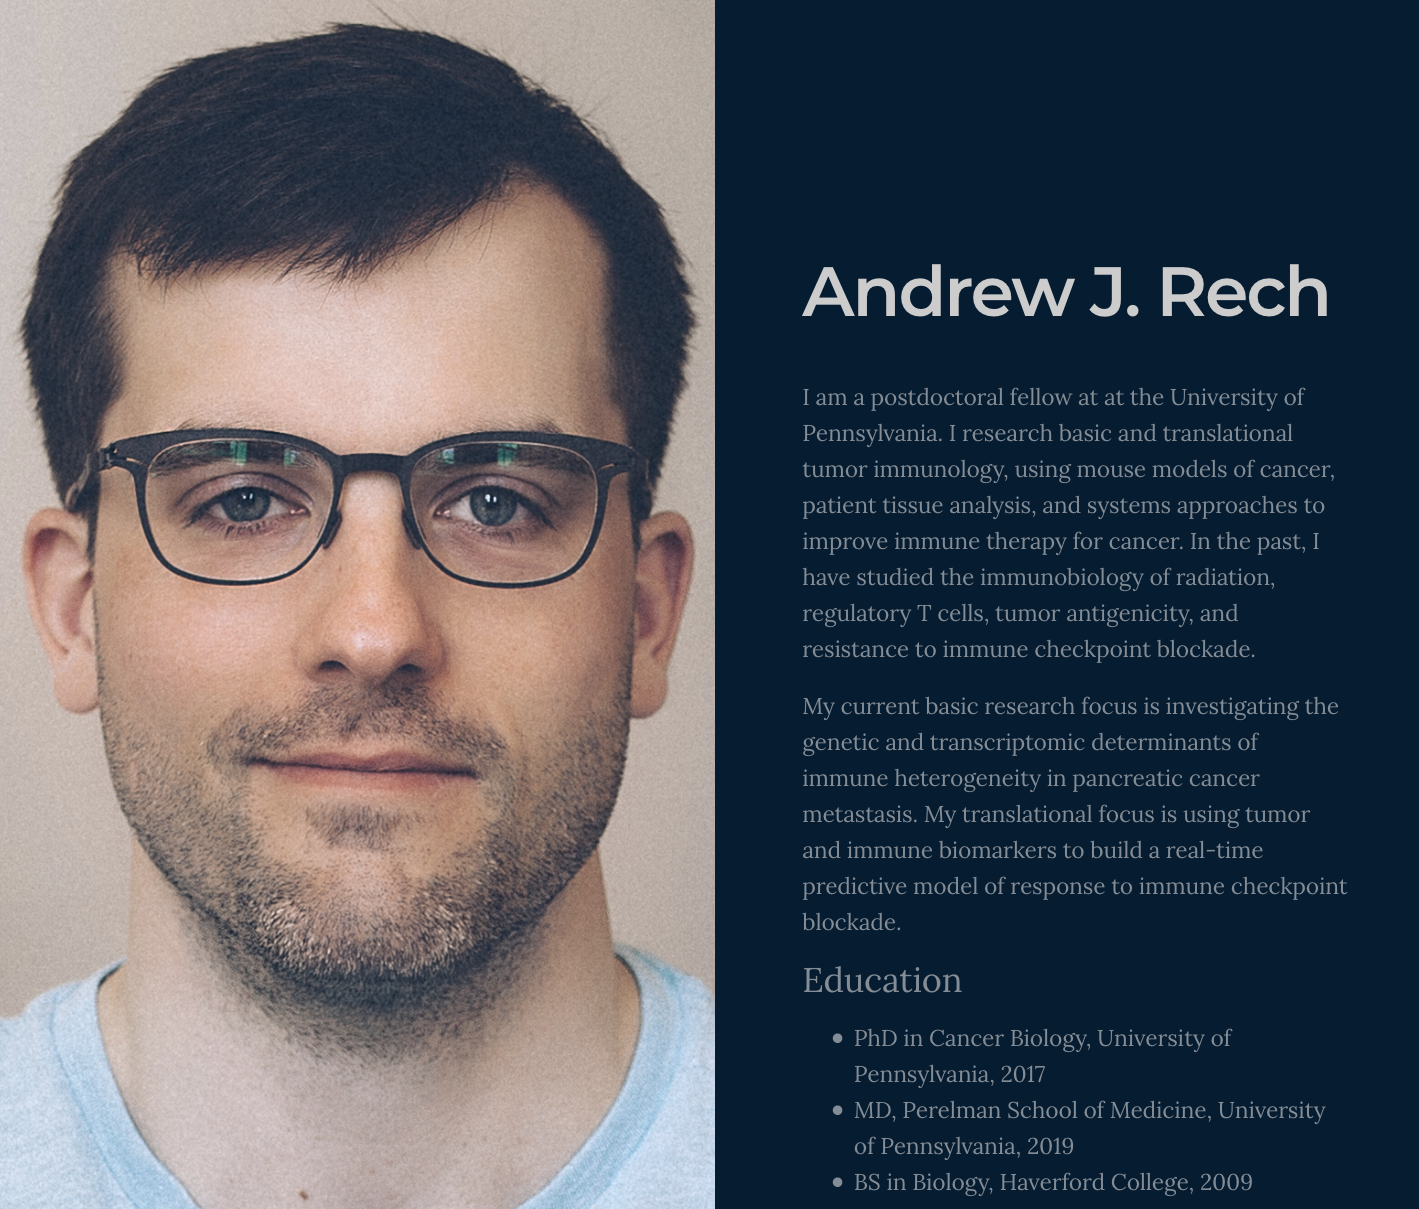 Andrew J. Rech
I am a postdoctoral fellow at at the University of
Pennsylvania. I research basic and translational
tumor immunology, using mouse models of cancer,
patient tissue analysis, and systems approaches to
improve immune therapy for cancer. In the past, I
have studied the immunobiology of radiation,
regulatory T cells, tumor antigenicity, and
resistance to immune checkpoint blockade.
My current basic research focus is investigating the
genetic and transcriptomic determinants of
immune heterogeneity in pancreatic cancer
metastasis. My translational focus is using tumor
and immune biomarkers to build a real-time
predictive model of response to immune checkpoint
blockade.
Education
• PhD in Cancer Biology, University of
Pennsylvania, 2017
• MD, Perelman School of Medicine, University
of Pennsylvania, 2019
• BS in Biology, Haverford College, 2009